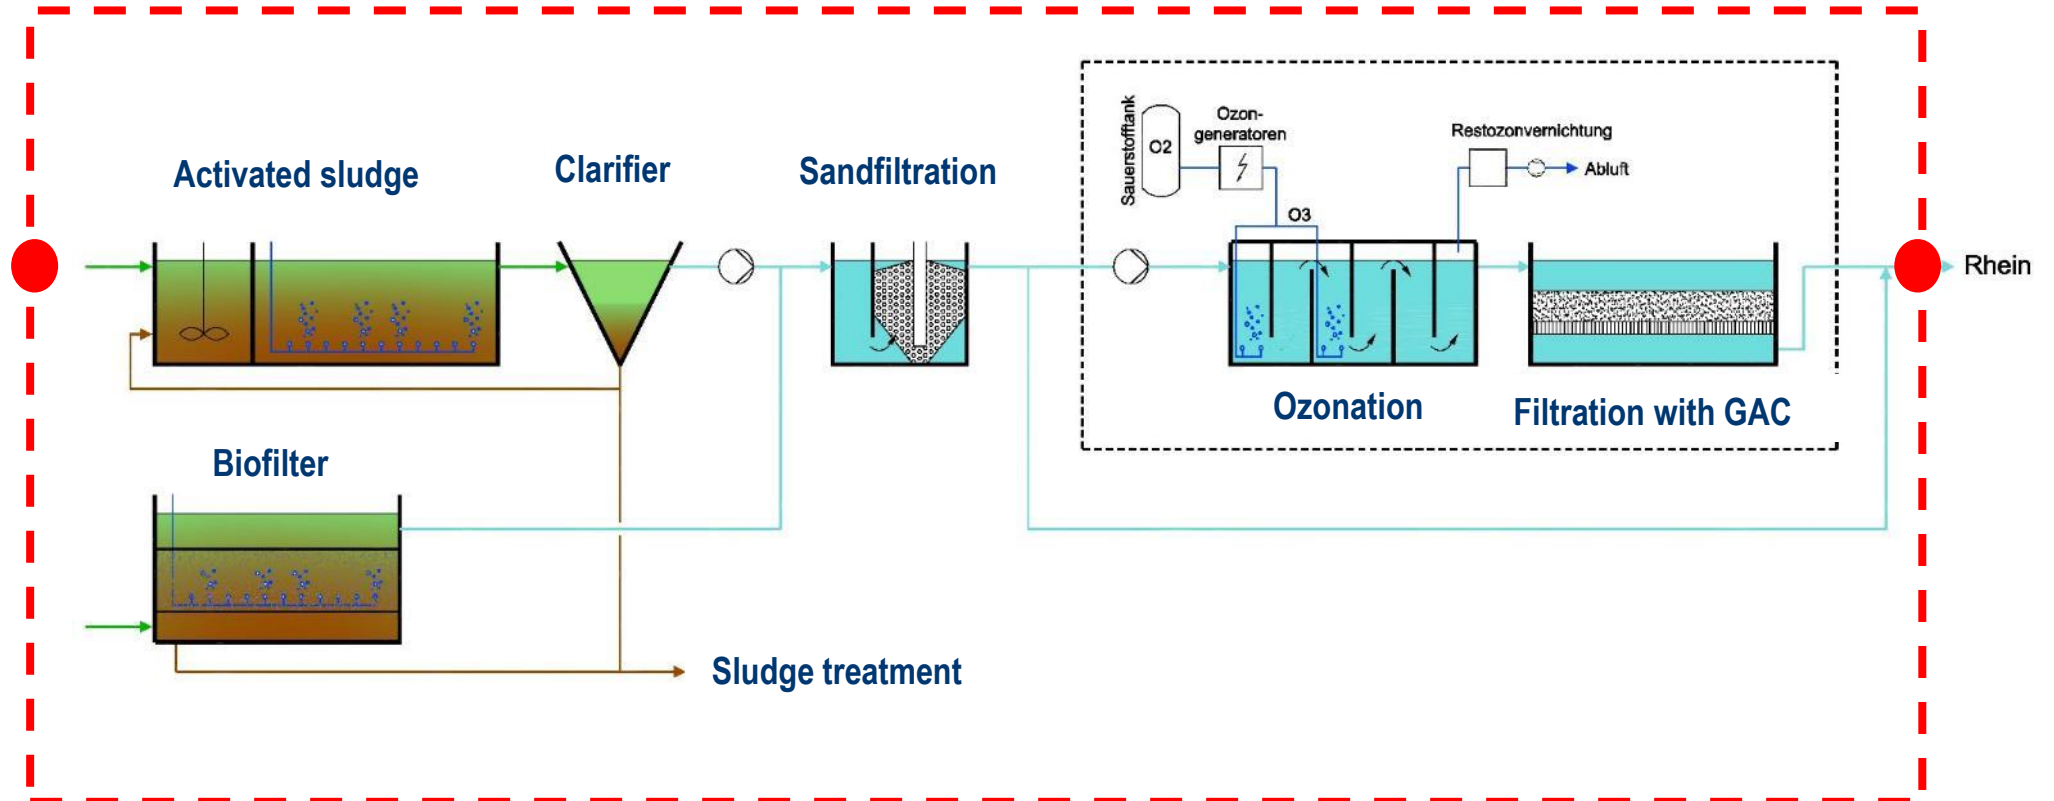 Activated sludge
Clarifier
Sandfiltration
Sauerstofftank
O2
Ozon-
generatoren
O3
Restozonvernichtung
Abluft
Rhein
Ozonation
Filtration with GAC
Biofilter
Sludge treatment